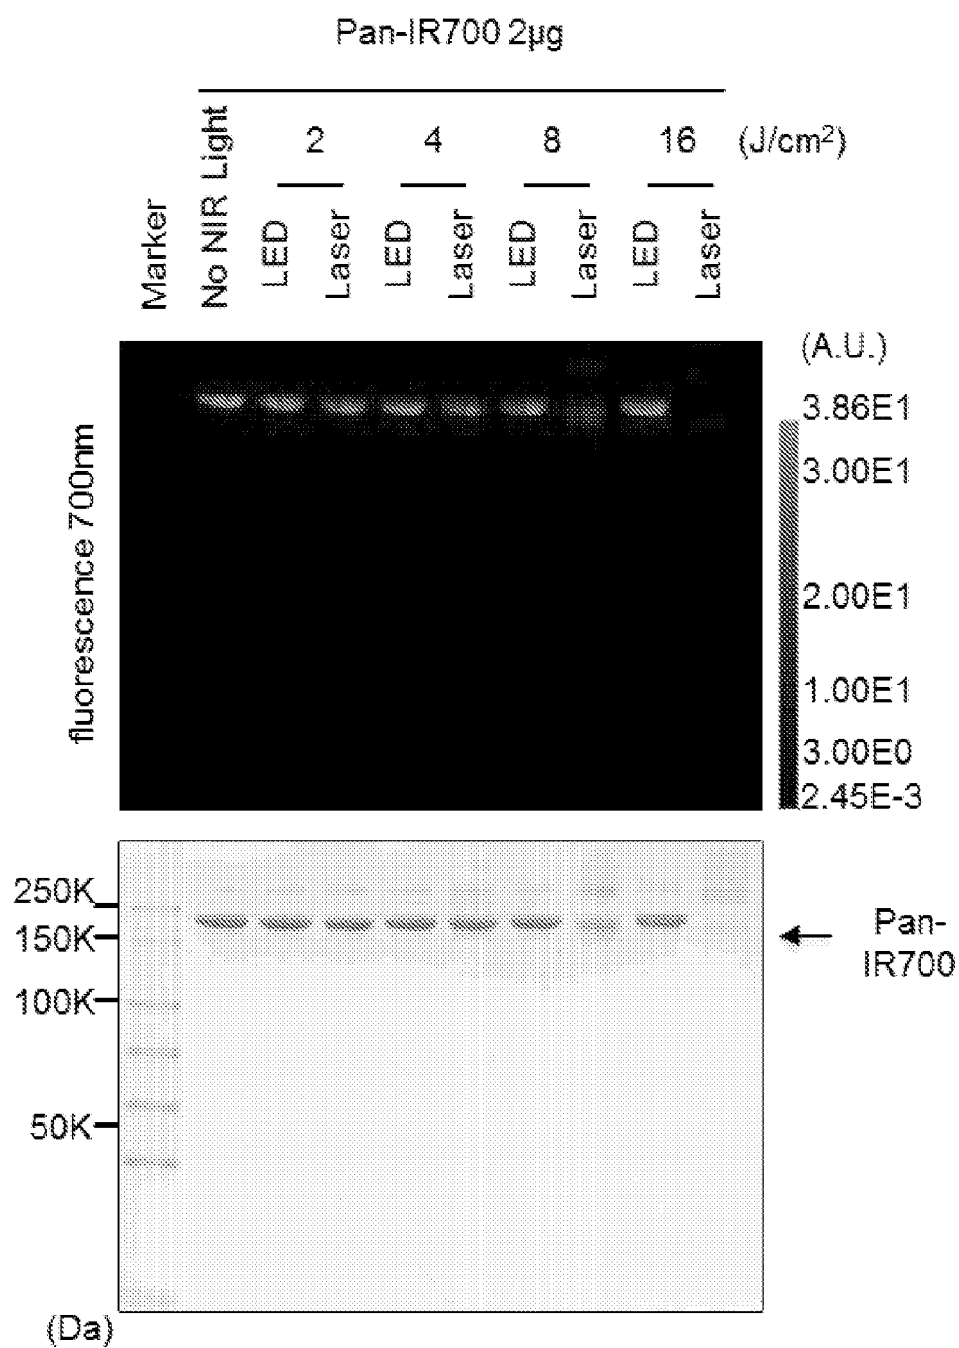 Pan-IR700 2µg
2 4 8 16 (J/cm²)
Marker
No NIR Light
LED
Laser
LED
Laser
LED
Laser
LED
Laser
fluorescence 700nm
(A.U.)
3.86E1
3.00E1
2.00E1
1.00E1
3.00E0
2.45E-3
250K
150K
100K
50K
(Da)
Pan-
IR700